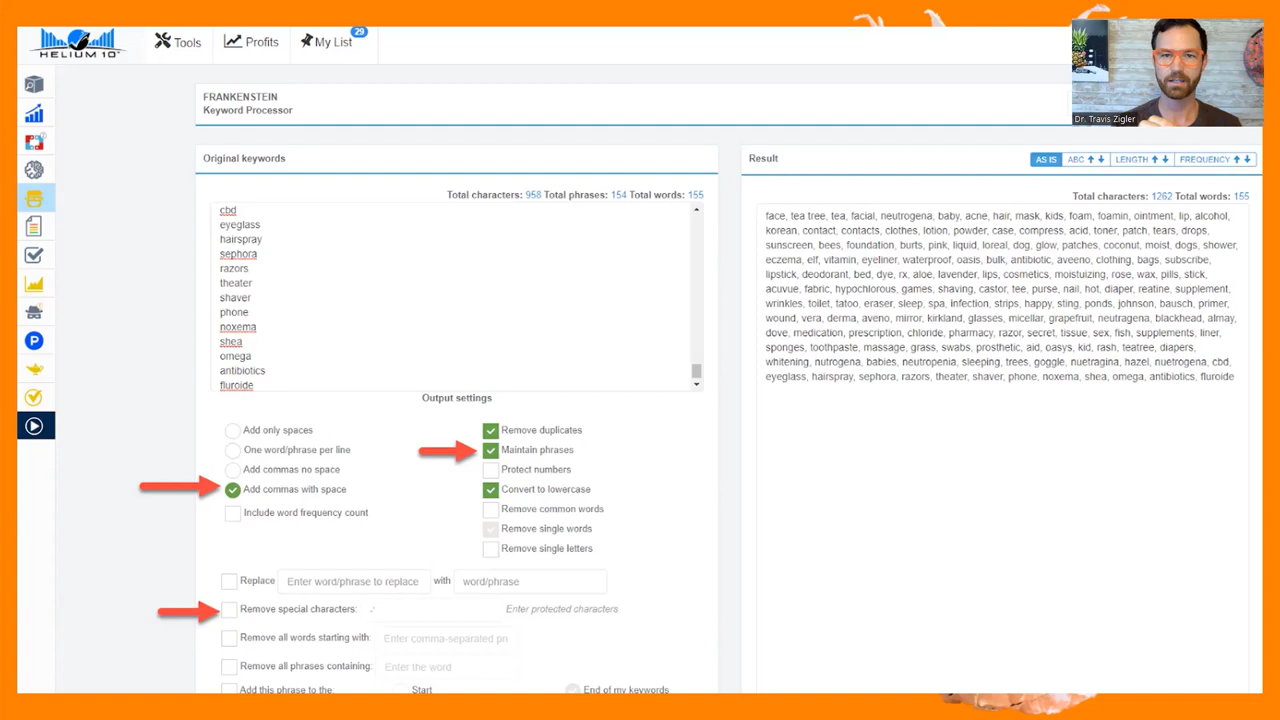 HELIUM 10
Tools
Profits
My List
29
Dr. Travis Zigler
FRANKENSTEIN
Keyword Processor
Original keywords
Total characters: 958 Total phrases: 154 Total words: 155
cbd
eyeglass
hairspray
sephora
razors
theater
shaver
phone
noxema
shea
omega
antibiotics
fluroide
Output settings
Add only spaces
One word/phrase per line
Add commas no space
Add commas with space
Include word frequency count
Remove duplicates
Maintain phrases
Protect numbers
Convert to lowercase
Remove common words
Remove single words
Remove single letters
Replace Enter word/phrase to replace with word/phrase
Remove special characters: Enter protected characters
Remove all words starting with: Enter comma-separated pr
Remove all phrases containing: Enter the word
Add this phrase to the: Start End of my keywords
Result
AS IS ABC LENGTH FREQUENCY
Total characters: 1262 Total words: 155
face, tea tree, tea, facial, neutrogena, baby, acne, hair, mask, kids, foam, foamin, ointment, lip, alcohol,
korean, contact, contacts, clothes, lotion, powder, case, compress, acid, toner, patch, tears, drops,
sunscreen, bees, foundation, burts, pink, liquid, loreal, dog, glow, patches, coconut, moist, dogs, shower,
eczema, elf, vitamin, eyeliner, waterproof, oasis, bulk, antibiotic, aveeno, clothing, bags, subscribe,
lipstick, deodorant, bed, dye, rx, aloe, lavender, lips, cosmetics, moistuizing, rose, wax, pills, stick,
acuvue, fabric, hypochlorous, games, shaving, castor, tee, purse, nail, hot, diaper, reatine, supplement,
wrinkles, toilet, tatoo, eraser, sleep, spa, infection, strips, happy, sting, ponds, johnson, bausch, primer,
wound, vera, derma, aveno, mirror, kirkland, glasses, micellar, grapefruit, neutragena, blackhead, almay,
dove, medication, prescription, chloride, pharmacy, razor, secret, tissue, sex, fish, supplements, liner,
sponges, toothpaste, massage, grass, swabs, prosthetic, aid, oasys, kid, rash, teatree, diapers,
whitening, nutrogena, babies, neutropenia, sleeping, trees, goggle, nuetragina, hazel, nuetrogena, cbd,
eyeglass, hairspray, sephora, razors, theater, shaver, phone, noxema, shea, omega, antibiotics, fluroide